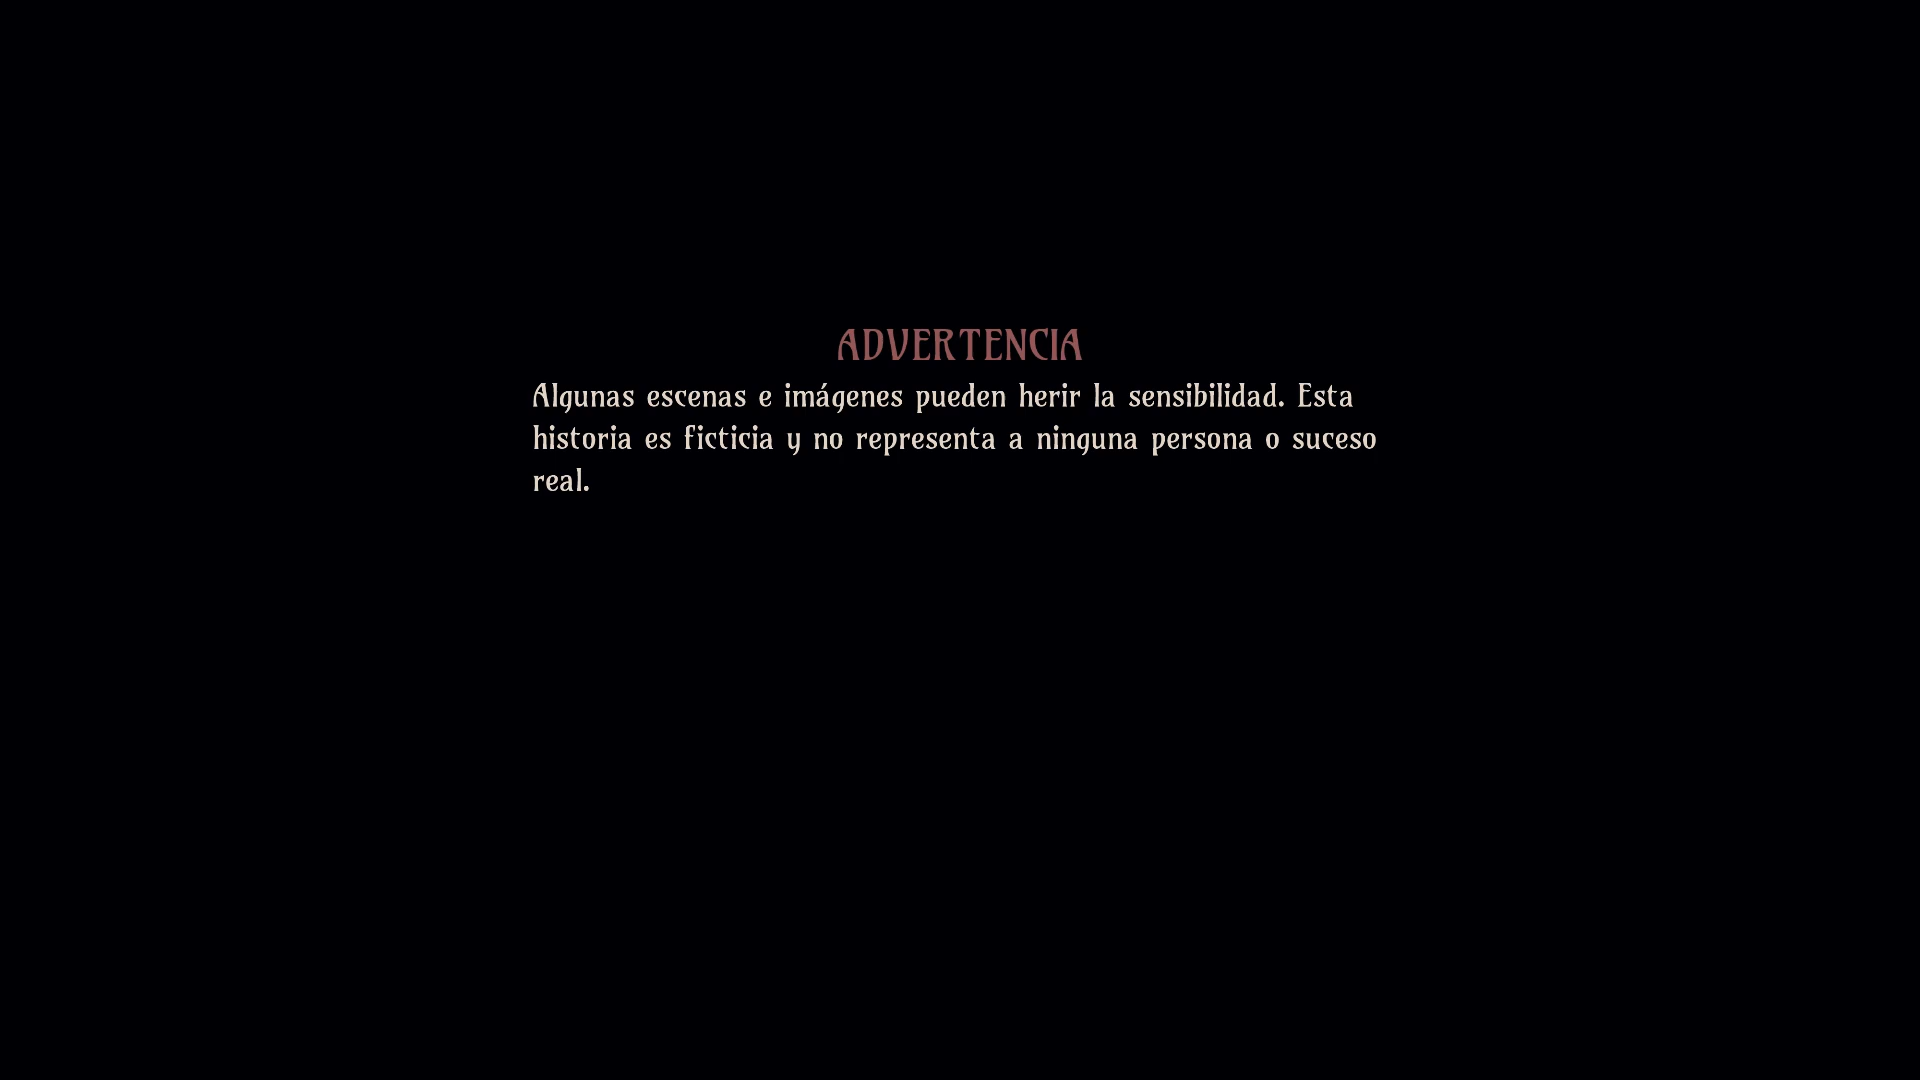 ADVERTENCIA
Algunas escenas e imágenes pueden herir la sensibilidad. Esta
historia es ficticia y no representa a ninguna persona o suceso
real.